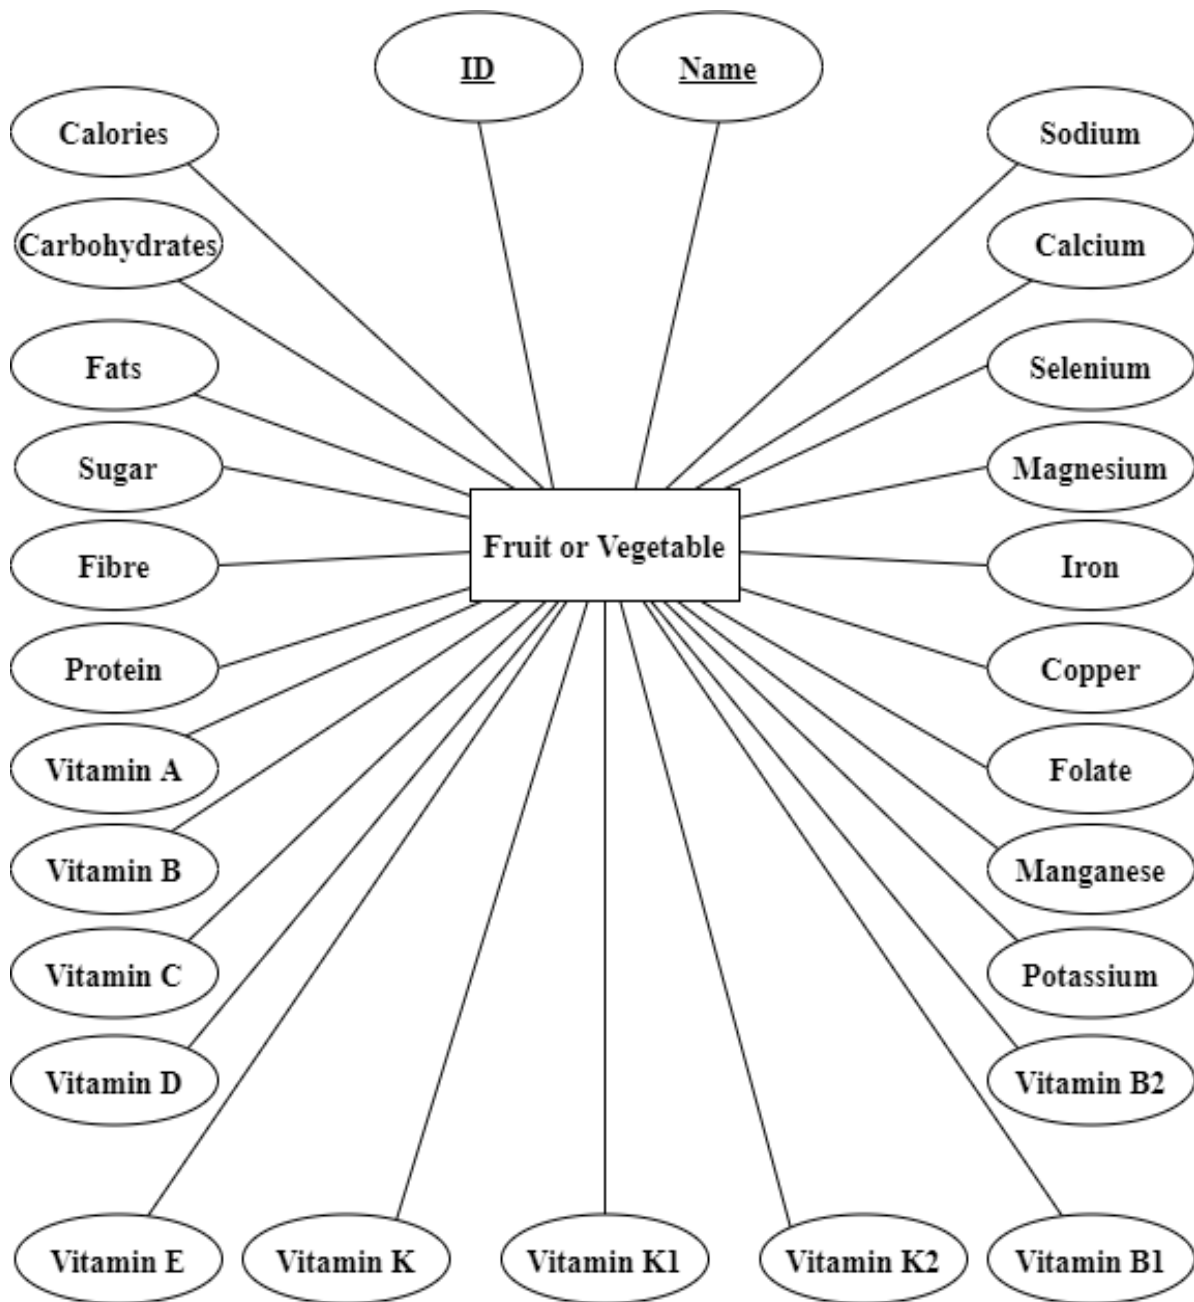 ID
Name
Calories
Sodium
Carbohydrates
Calcium
Fats
Selenium
Sugar
Magnesium
Fruit or Vegetable
Fibre
Iron
Protein
Copper
Vitamin A
Folate
Vitamin B
Manganese
Vitamin C
Potassium
Vitamin D
Vitamin B2
Vitamin E
Vitamin K
Vitamin K1
Vitamin K2
Vitamin B1